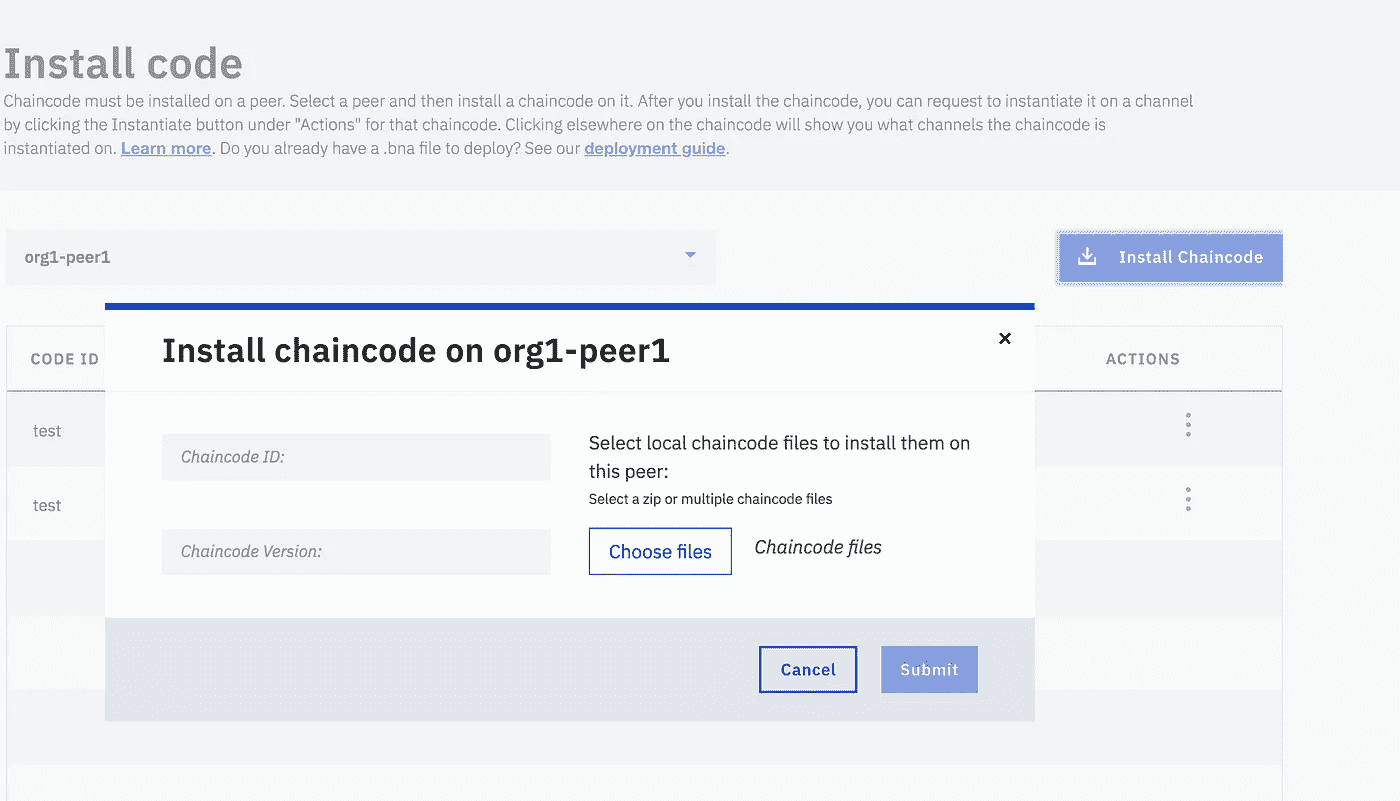 Install code
Chaincode must be installed on a peer. Select a peer and then install a chaincode on it. After you install the chaincode, you can request to instantiate it on a channel
by clicking the Instantiate button under "Actions" for that chaincode. Clicking elsewhere on the chaincode will show you what channels the chaincode is
instantiated on. Learn more. Do you already have a .bna file to deploy? See our deployment guide.
org1-peer1
Install Chaincode
CODE ID
ACTIONS
test
test
Install chaincode on org1-peer1
Chaincode ID:
Chaincode Version:
Select local chaincode files to install them on
this peer:
Select a zip or multiple chaincode files
Choose files
Chaincode files
Cancel
Submit